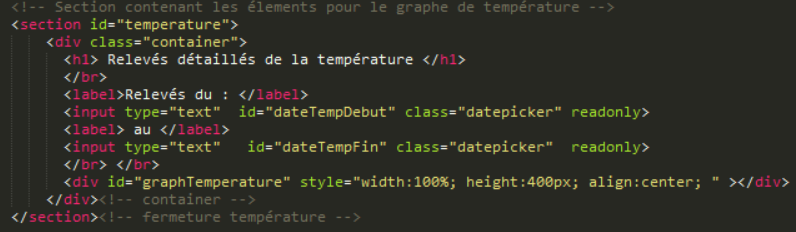 <!-- Section contenant les élements pour le graphe de température -->
<section id="temperature">
<div class="container">
<h1> Relevés détaillés de la température </h1>
</br>
<label>Relevés du : </label>
<input type="text"  id="dateTempDebut" class="datepicker" readonly>
<label> au </label>
<input type="text"   id="dateTempFin" class="datepicker"  readonly>
</br> </br>
<div id="graphTemperature" style="width:100%; height:400px; align:center; " ></div>
</div><!-- container -->
</section><!-- fermeture température -->